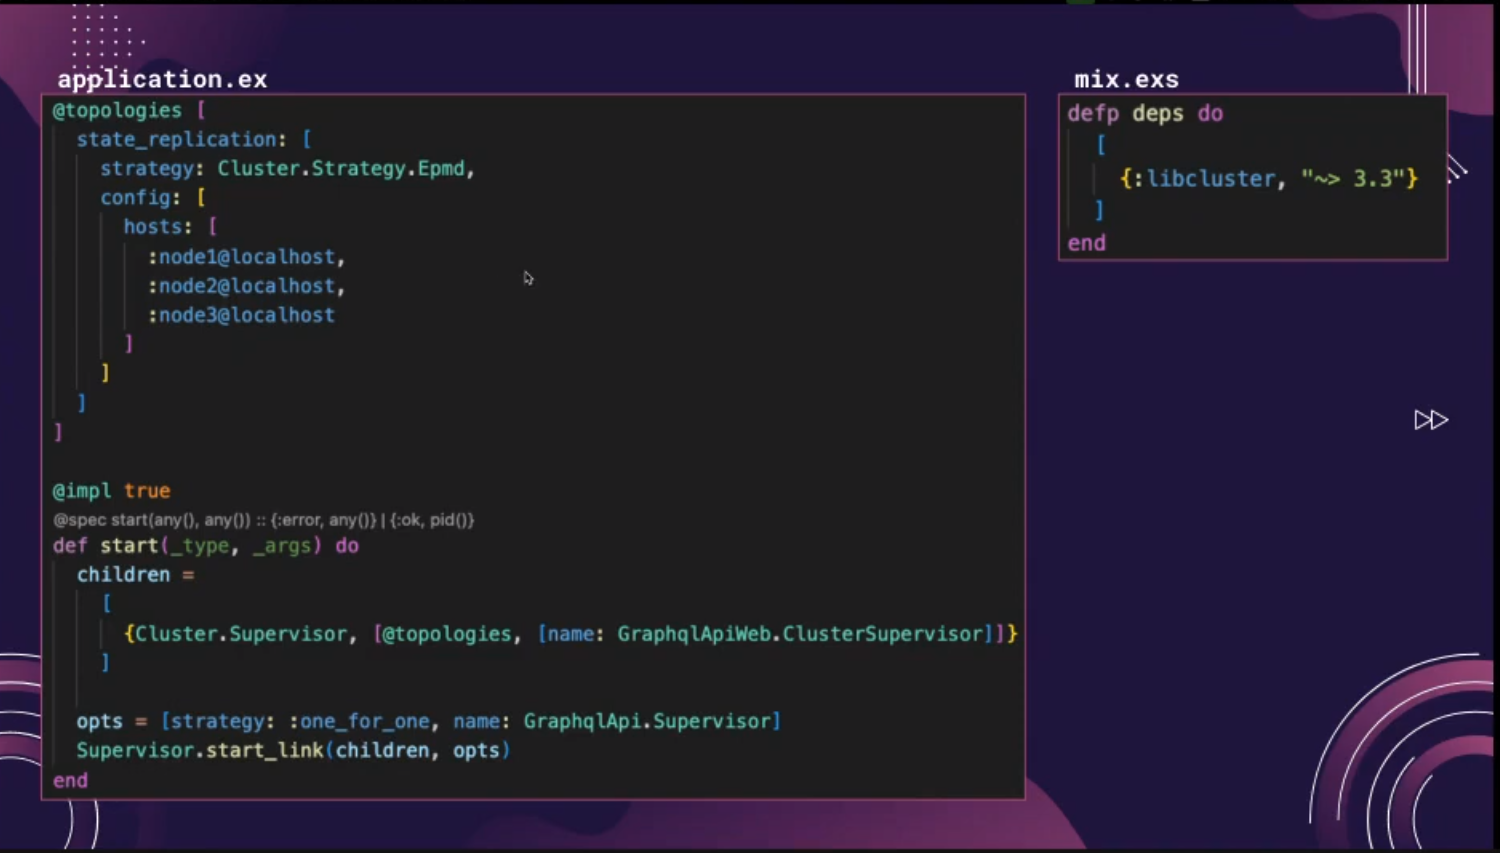 application.ex
@topologies [
state_replication: [
strategy: Cluster.Strategy.Epmd,
config: [
hosts: [
:node1@localhost,
:node2@localhost,
:node3@localhost
]
]
]
]
@impl true
@spec start(any(), any()) :: {:error, any()} | {:ok, pid()}
def start(_type, _args) do
children =
[
{Cluster.Supervisor, [@topologies, [name: GraphqlApiWeb.ClusterSupervisor]]}
]
opts = [strategy: :one_for_one, name: GraphqlApi.Supervisor]
Supervisor.start_link(children, opts)
end
mix.exs
defp deps do
[
{:libcluster, "~> 3.3"}
]
end